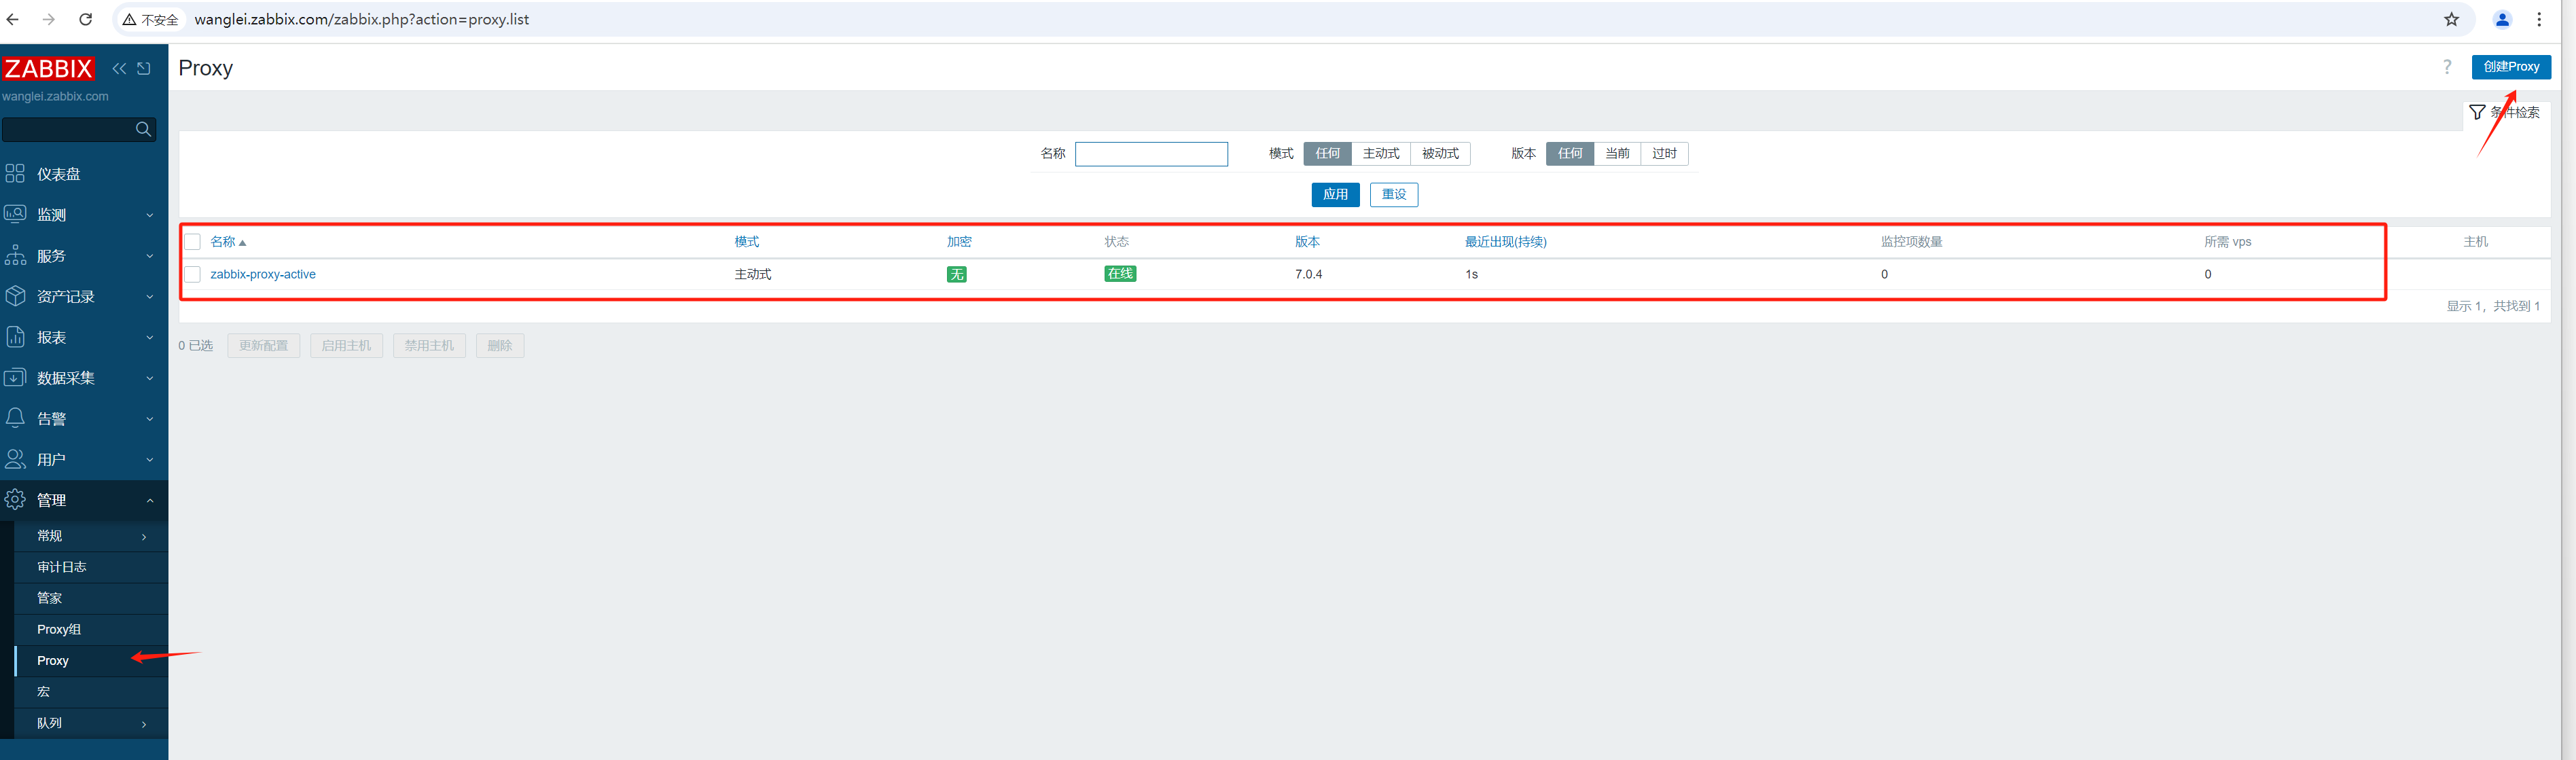 不安全 wanglei.zabbix.com/zabbix.php?action=proxy.list
ZABBIX
wanglei.zabbix.com
仪表盘
监测
服务
资产记录
报表
数据采集
告警
用户
管理
常规
审计日志
管家
Proxy组
Proxy
宏
队列
Proxy
? 创建Proxy
条件检索
名称 模式 任何 主动式 被动式 版本 任何 当前 过时
应用 重设
名称 模式 加密 状态 版本 最近出现(持续) 监控项数量 所需 vps 主机
zabbix-proxy-active 主动式 无 在线 7.0.4 1s 0 0
显示 1，共找到 1
0 已选 更新配置 启用主机 禁用主机 删除